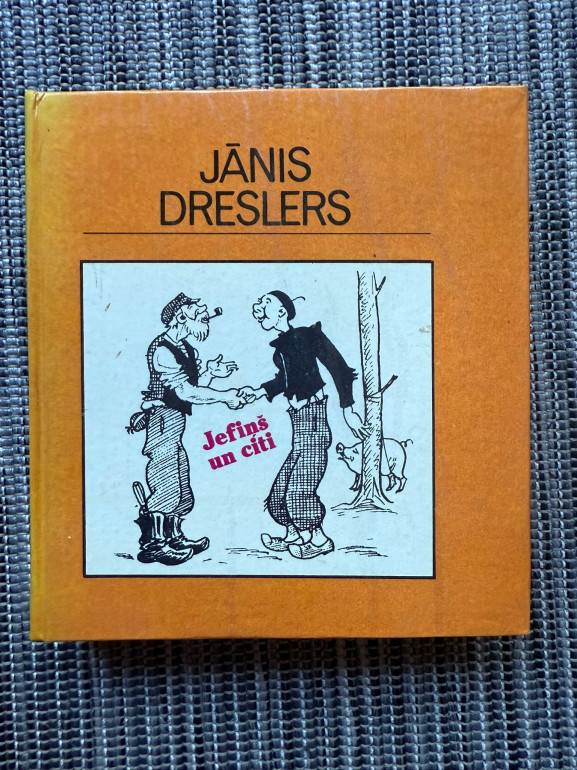 JĀNIS
DRESLERS
Jefiņš
un citi